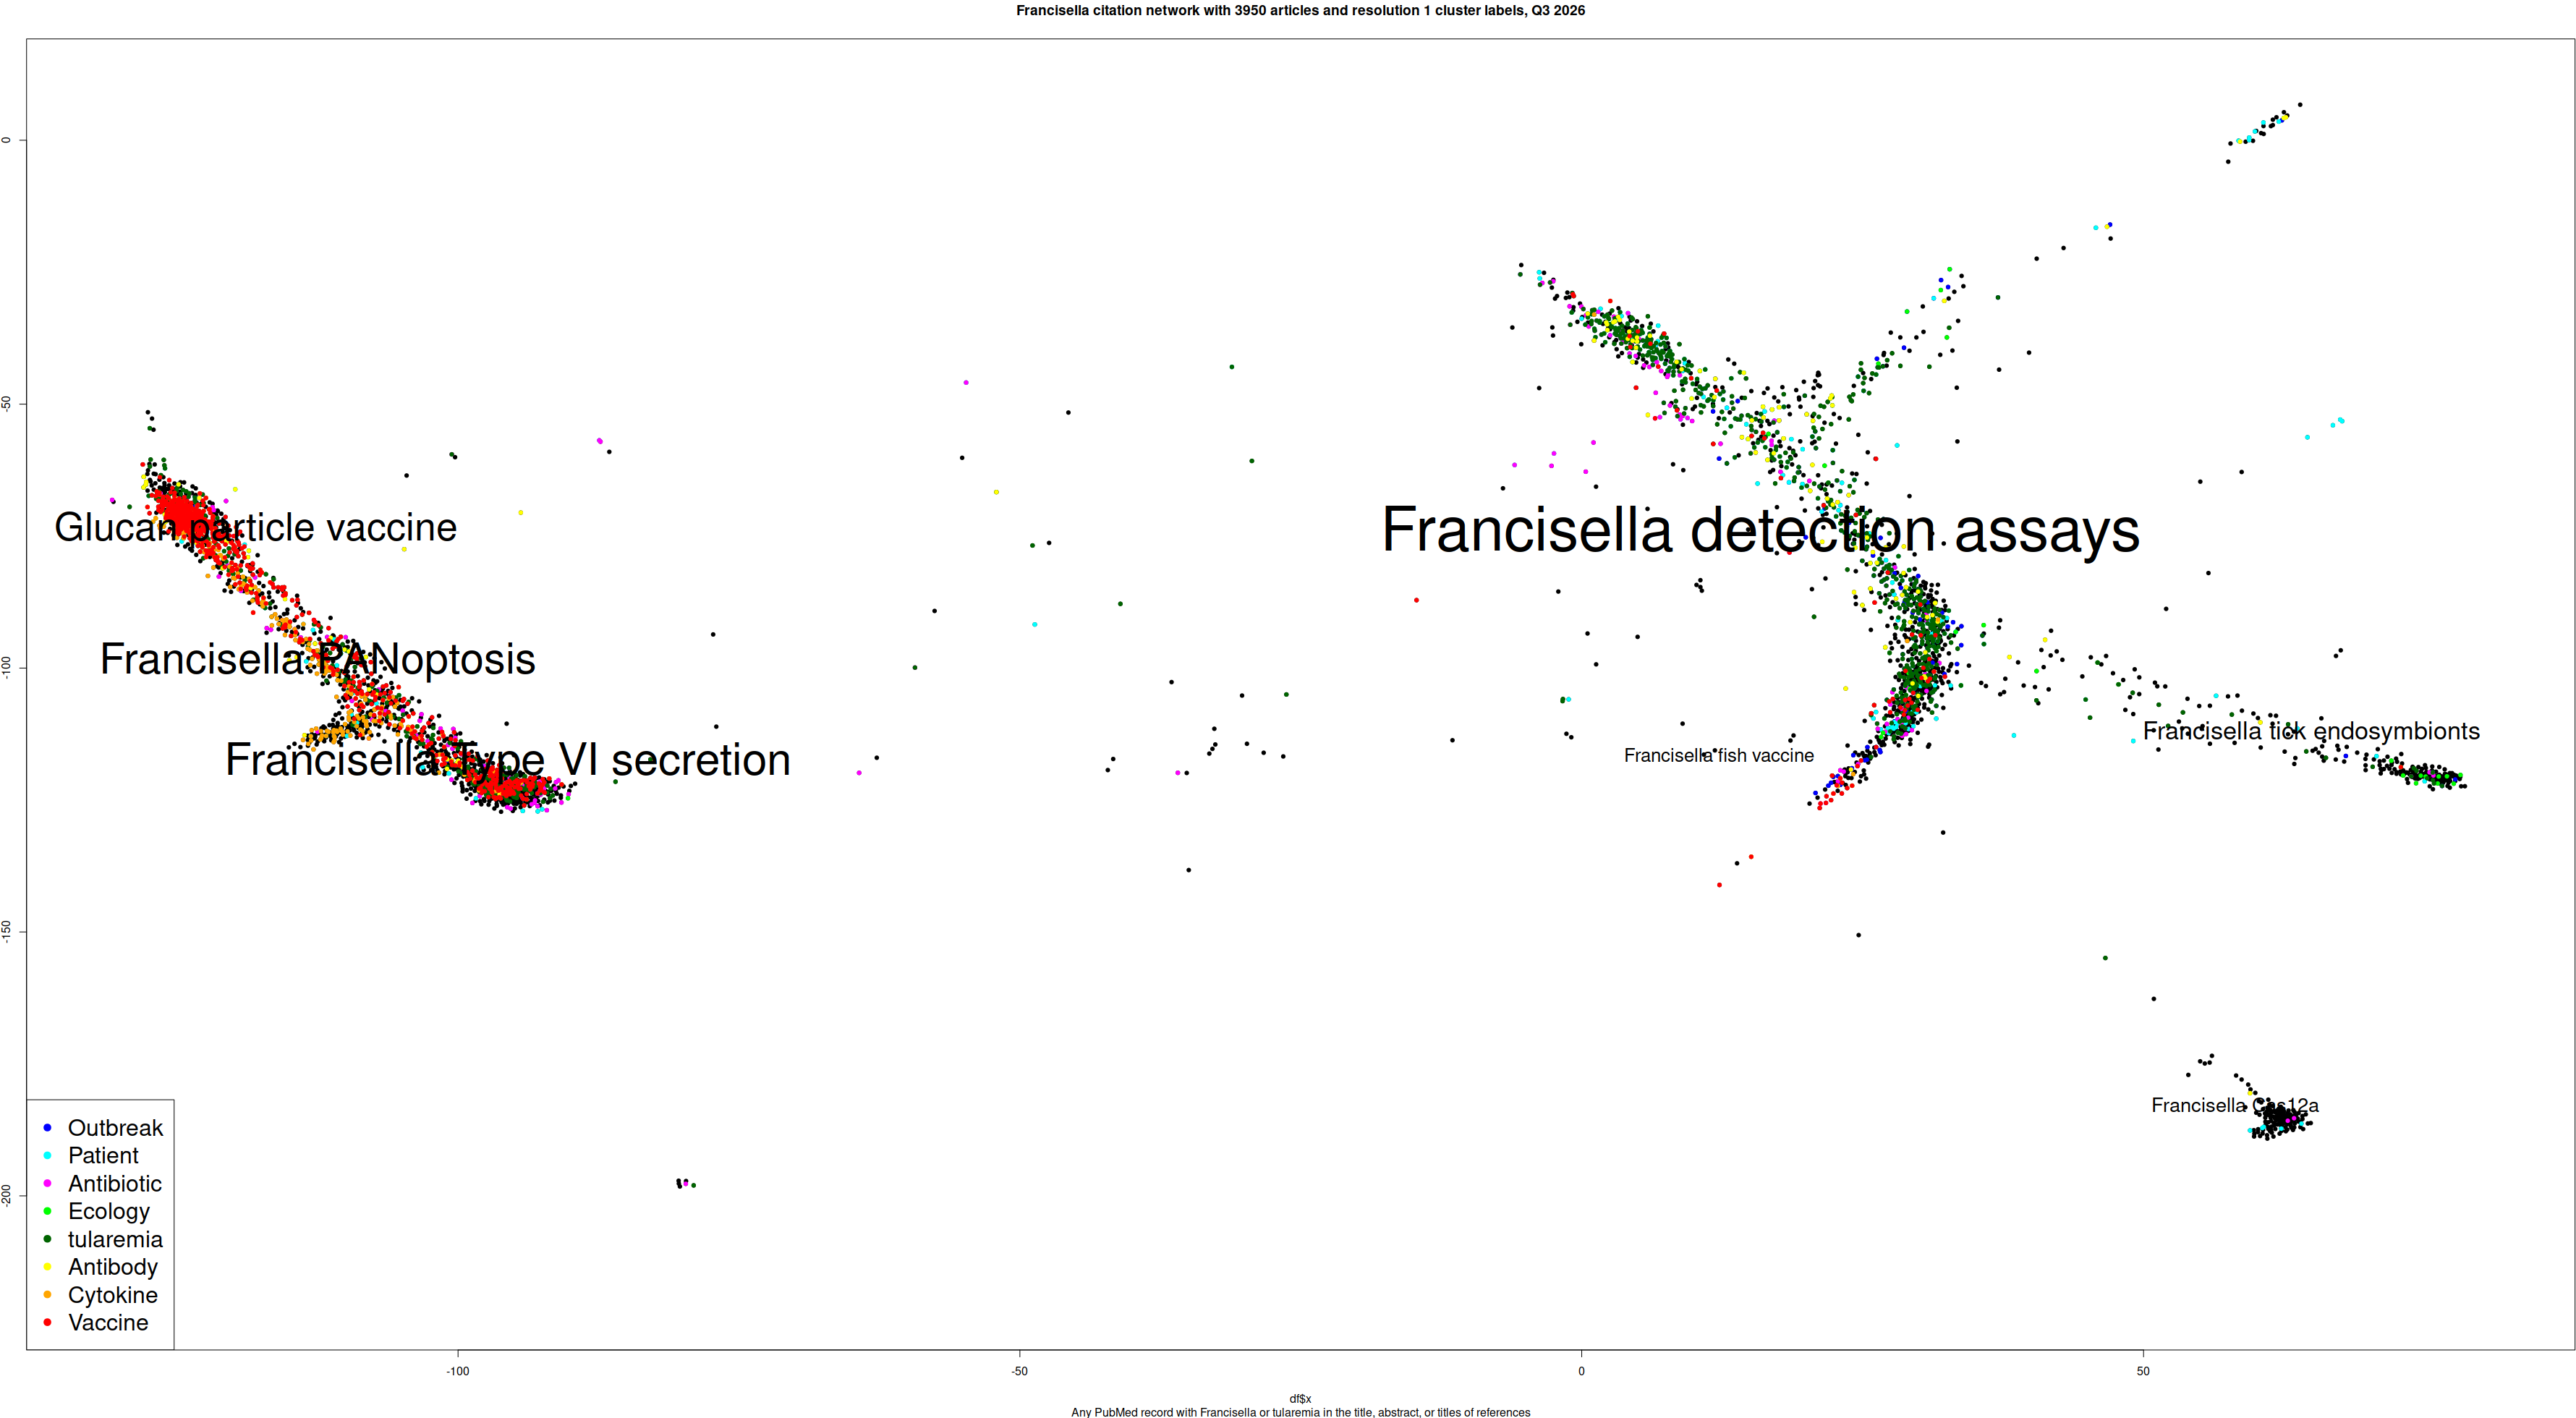 Francisella citation network with 3950 articles and resolution 1 cluster labels, Q3 2026
0
-50
-100
-150
-200
Glucan particle vaccine
Francisella detection assays
Francisella PANoptosis
Francisella tick endosymbionts
Francisella Type VI secretion
Francisella fish vaccine
Francisella Cas12a
Outbreak
Patient
Antibiotic
Ecology
tularemia
Antibody
Cytokine
Vaccine
-100
-50
0
50
df$x
Any PubMed record with Francisella or tularemia in the title, abstract, or titles of references